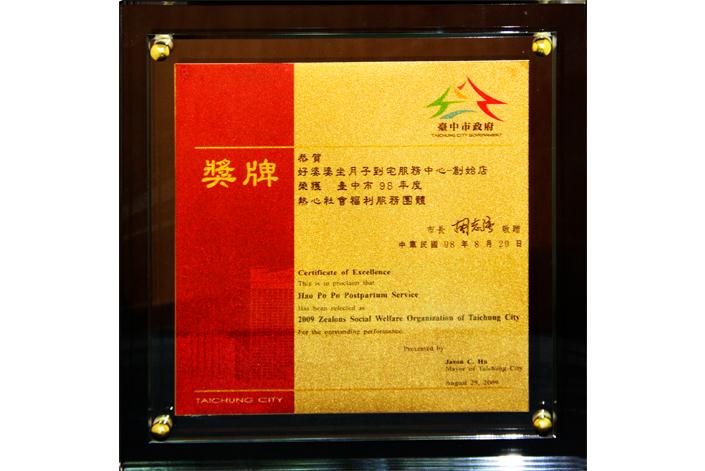 臺中市政府
TAICHUNG CITY GOVERNMENT
獎牌
恭賀
好婆婆坐月子到宅服務中心-創始店
榮獲 臺中市98年度
熱心社會福利服務團體
市長 胡志強 敬贈
中華民國98年8月29日
Certificate of Excellence
This is to proclaim that
Hao Po Po Postpartum Service
Has been selected as
2009 Zealous Social Welfare Organization of Taichung City
For the outstanding performance.
Presented by
Jason C. Hu
Mayor of Taichung City
August 29, 2009
TAICHUNG CITY